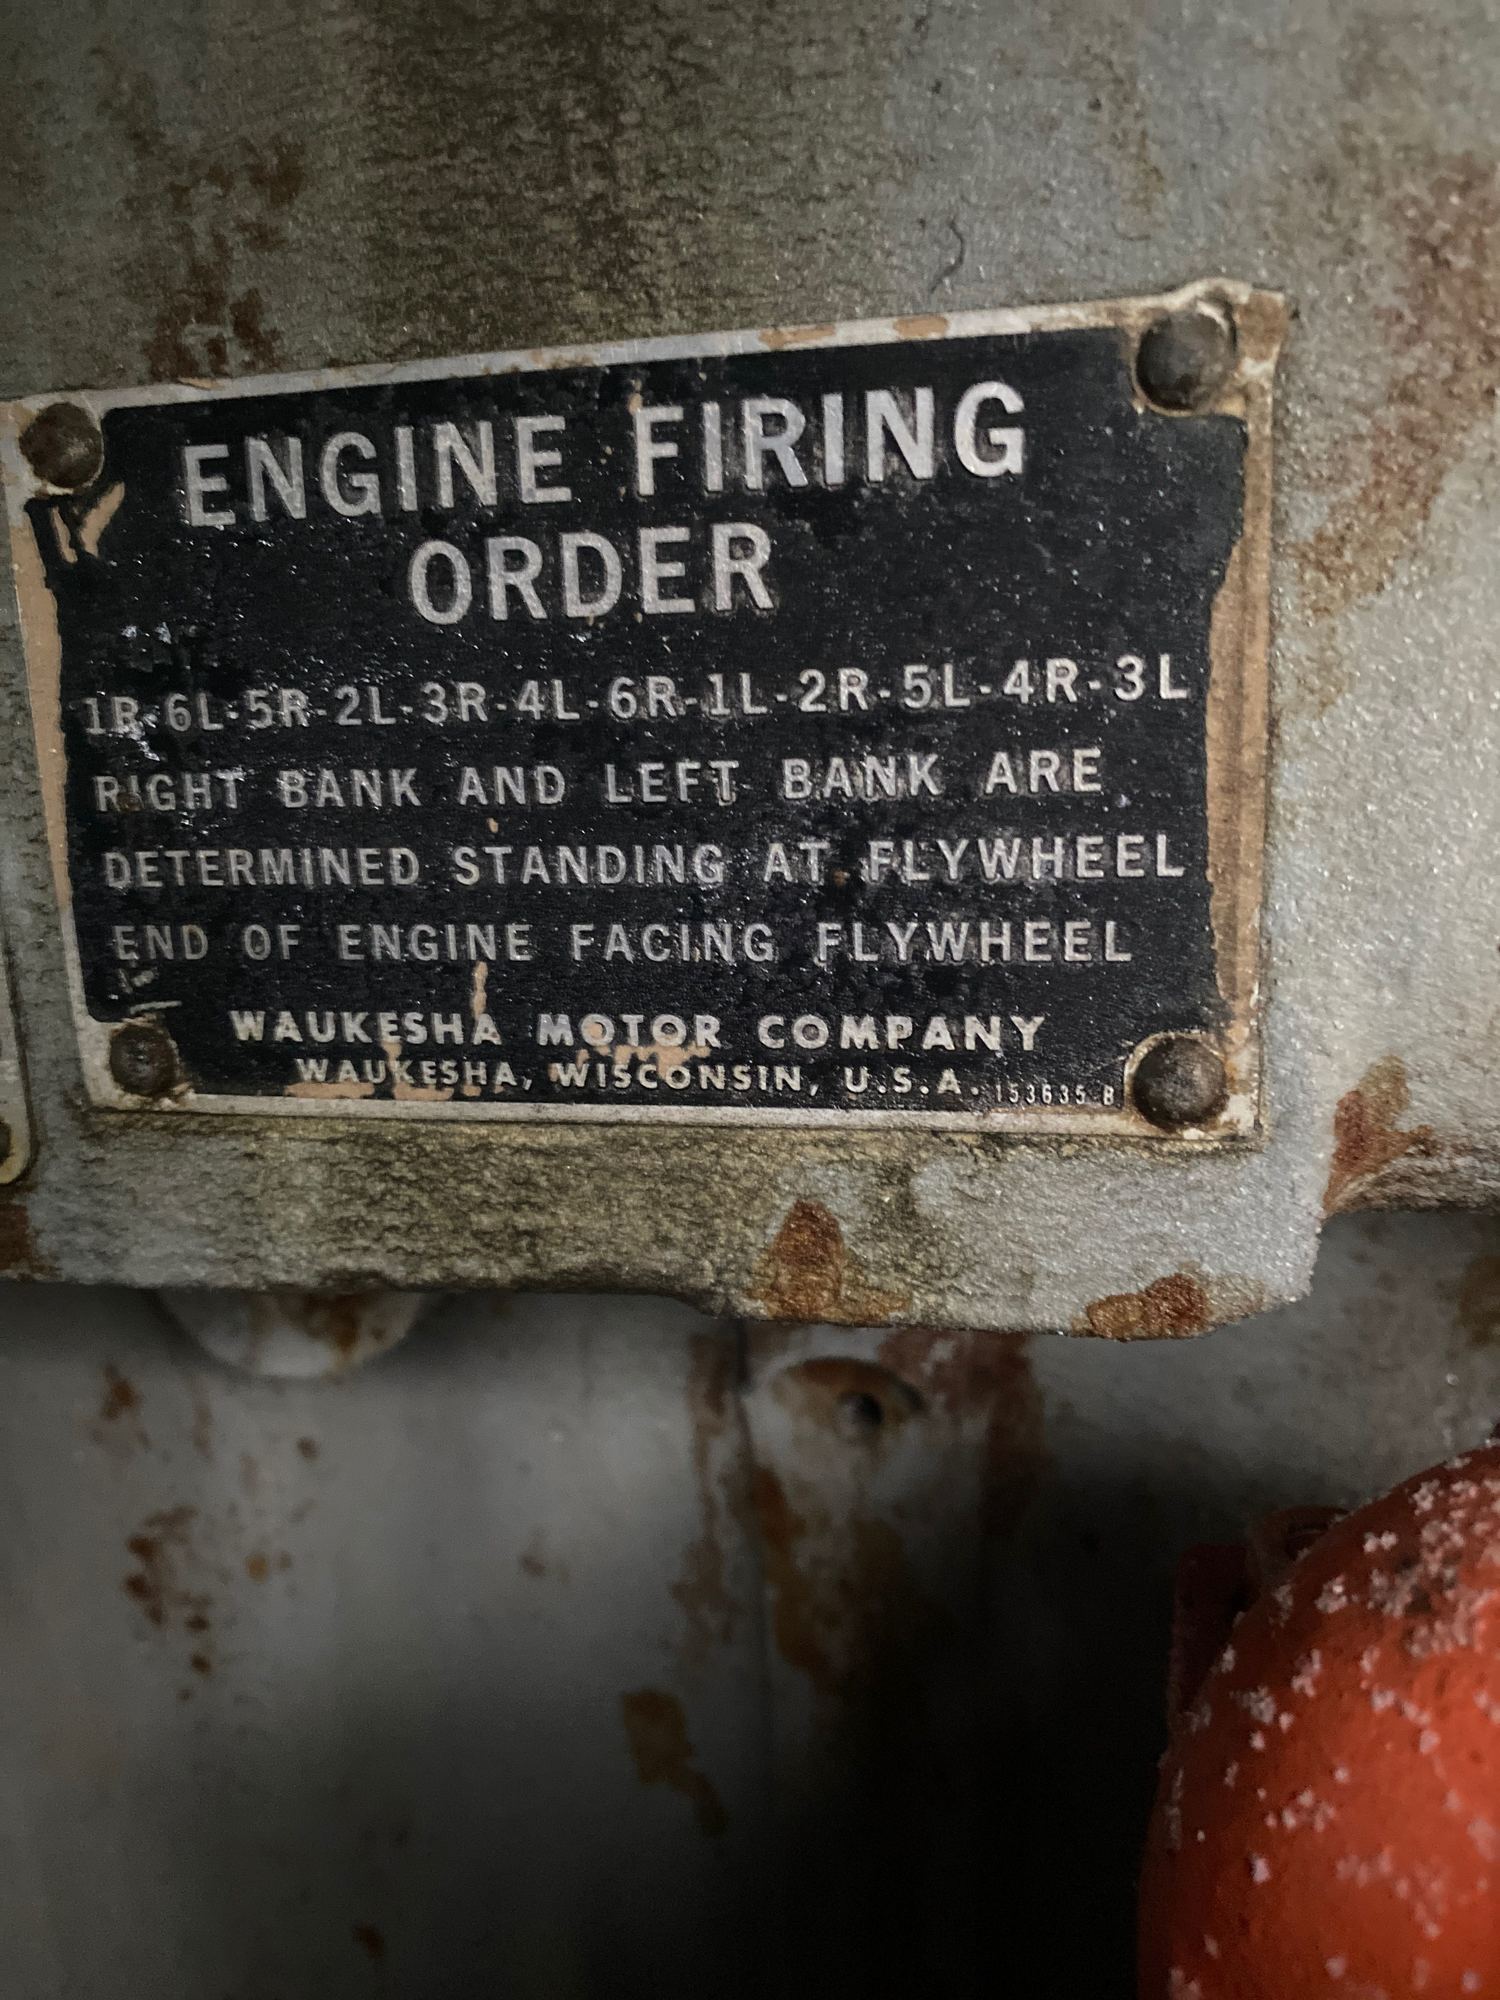 ENGINE FIRING
ORDER
1R-6L-5R-2L-3R-4L-6R-1L-2R-5L-4R-3L
RIGHT BANK AND LEFT BANK ARE
DETERMINED STANDING AT FLYWHEEL
END OF ENGINE FACING FLYWHEEL
WAUKESHA MOTOR COMPANY
WAUKESHA, WISCONSIN, U.S.A. 153635-B